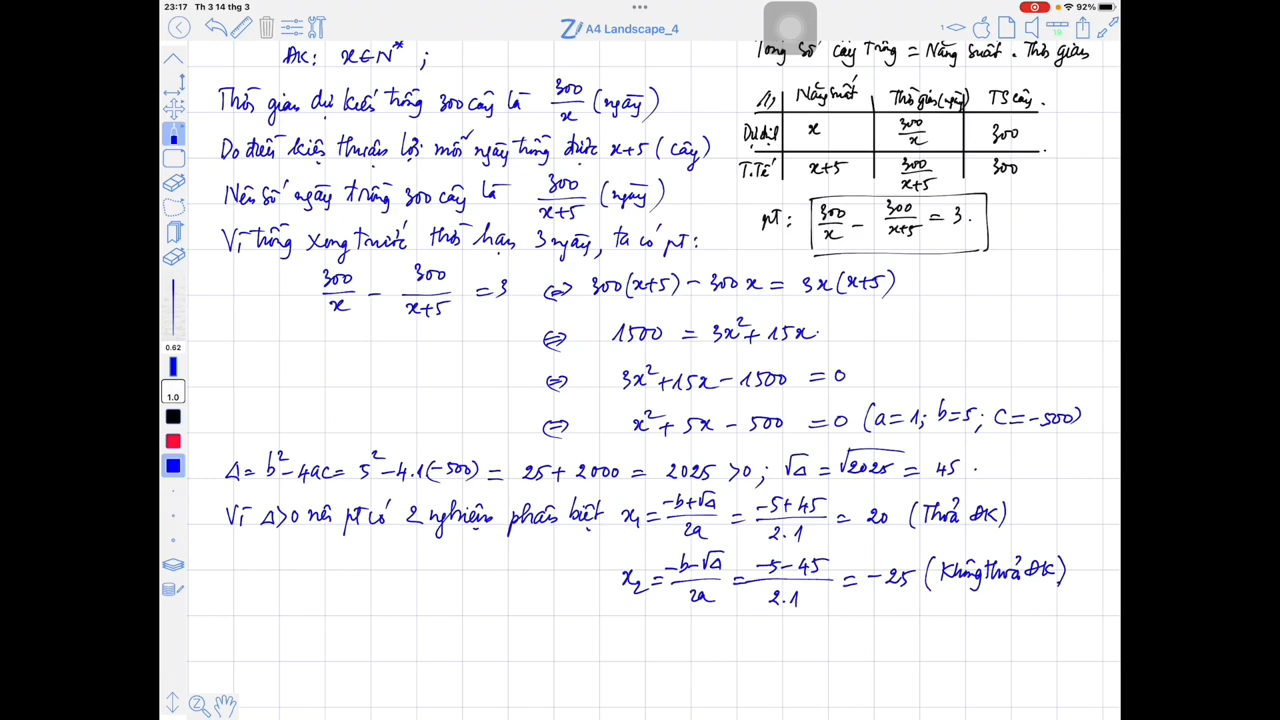 23:17 Th 3 14 thg 3
92%
A4 Landscape_4
Tổng số cây trồng = Năng suất . Thời gian
ĐK: x ∈ N* ;
Thời gian dự kiến trồng 300 cây là 300/x (ngày)
Do điều kiện thuận lợi mỗi ngày trồng được x+5 (cây)
Nên số ngày trồng 300 cây là 300/(x+5) (ngày)
Vì trồng xong trước thời hạn 3 ngày, ta có pt:
Năng suất Thời gian (ngày) TS cây.
Dự định x 300/x 300
T.Tế x+5 300/(x+5) 300
pt: 300/x - 300/(x+5) = 3.
300/x - 300/(x+5) = 3 ⇔ 300(x+5) - 300x = 3x(x+5)
⇔ 1500 = 3x² + 15x.
⇔ 3x² + 15x - 1500 = 0
⇔ x² + 5x - 500 = 0 (a=1; b=5; c=-500)
Δ = b² - 4ac = 5² - 4.1(-500) = 25 + 2000 = 2025 > 0; √Δ = √2025 = 45.
Vì Δ>0 nên pt có 2 nghiệm phân biệt x₁ = (-b+√Δ)/2a = (-5+45)/2.1 = 20 (Thoả ĐK)
x₂ = (-b-√Δ)/2a = (-5-45)/2.1 = -25 (Không thoả ĐK)
0.62
1.0